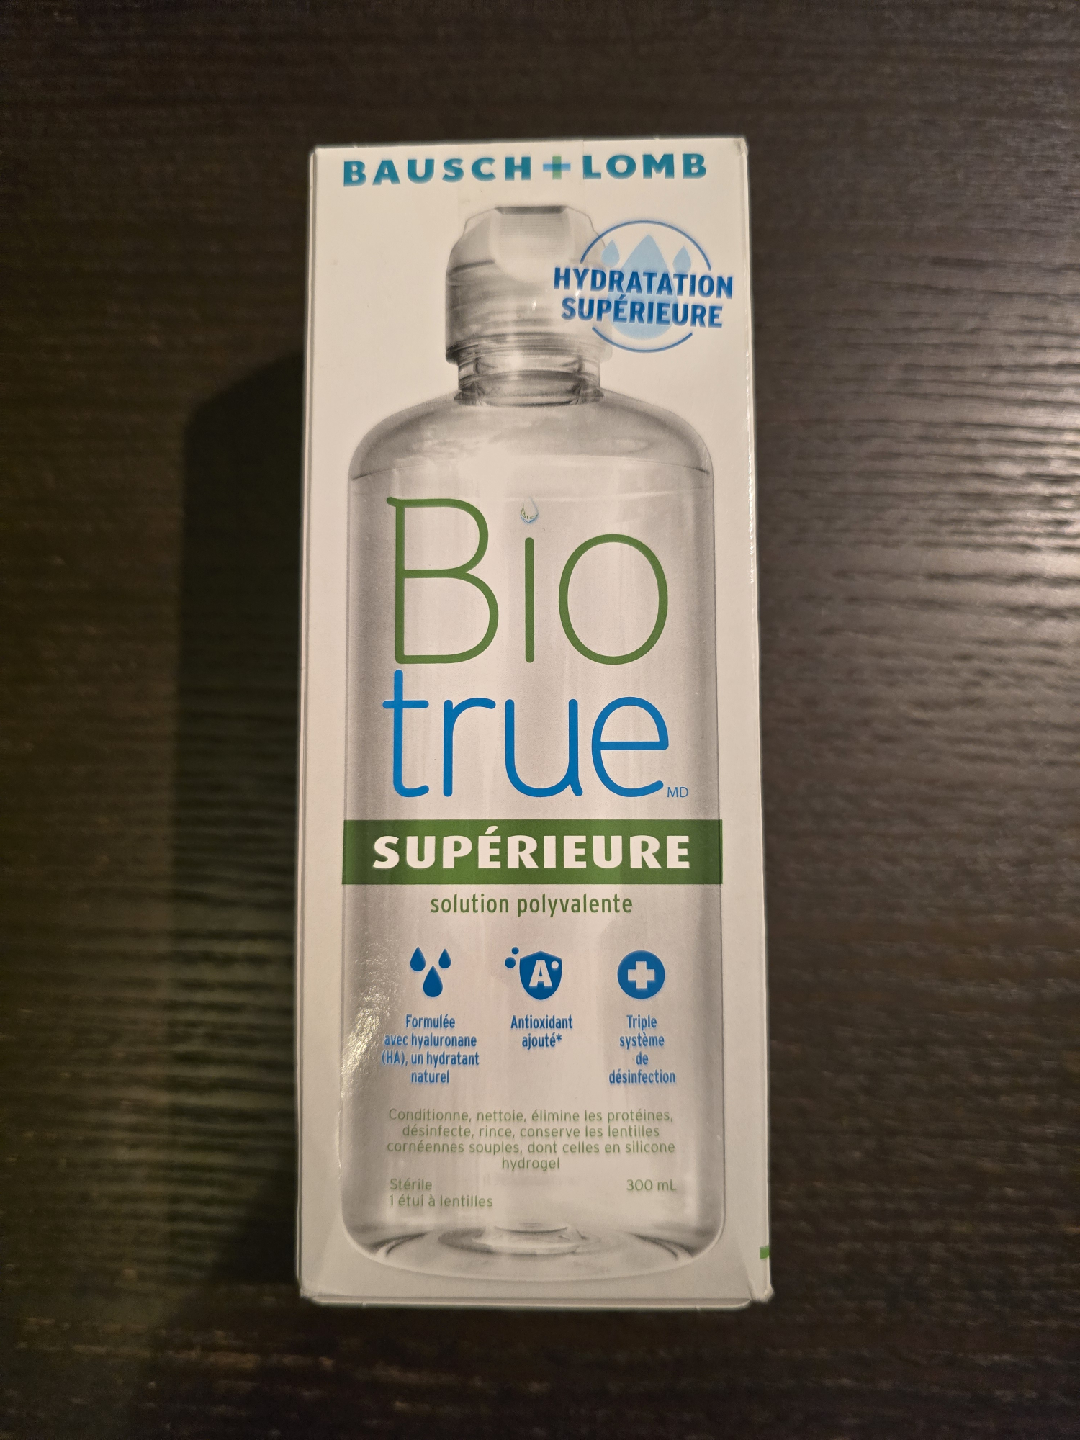 BAUSCH + LOMB
HYDRATATION
SUPÉRIEURE
Bio
true MD
SUPÉRIEURE
solution polyvalente
A
Formulée
avec hyaluronane
(HA), un hydratant
naturel
Antioxidant
ajouté*
Triple
système
de
désinfection
Conditionne, nettoie, élimine les protéines,
désinfecte, rince, conserve les lentilles
cornéennes souples, dont celles en silicone
hydrogel
Stérile
1 étui à lentilles
300 mL